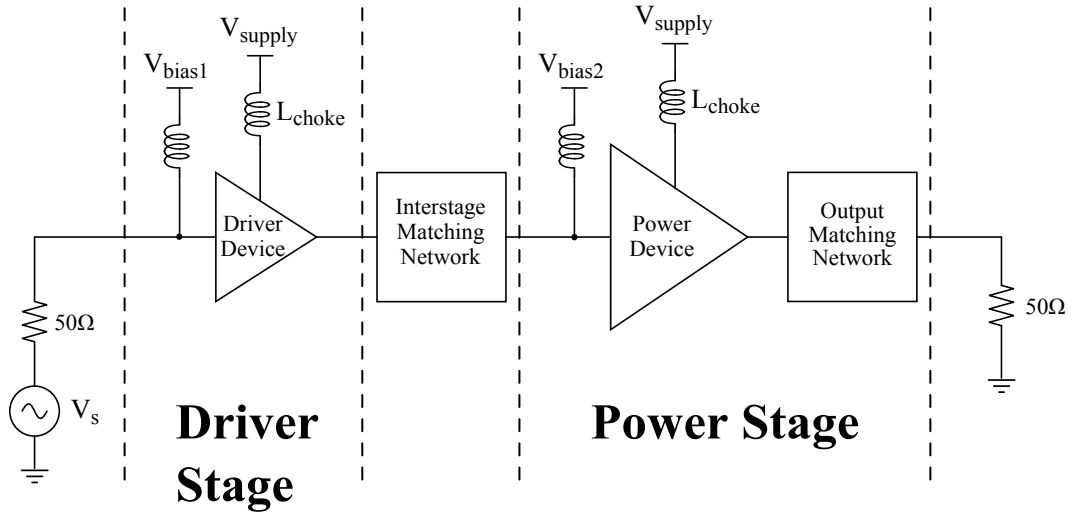 V_supply
V_bias1
L_choke
Driver
Device
Interstage
Matching
Network
V_supply
V_bias2
L_choke
Power
Device
Output
Matching
Network
50Ω
V_s
50Ω
Driver
Stage
Power Stage